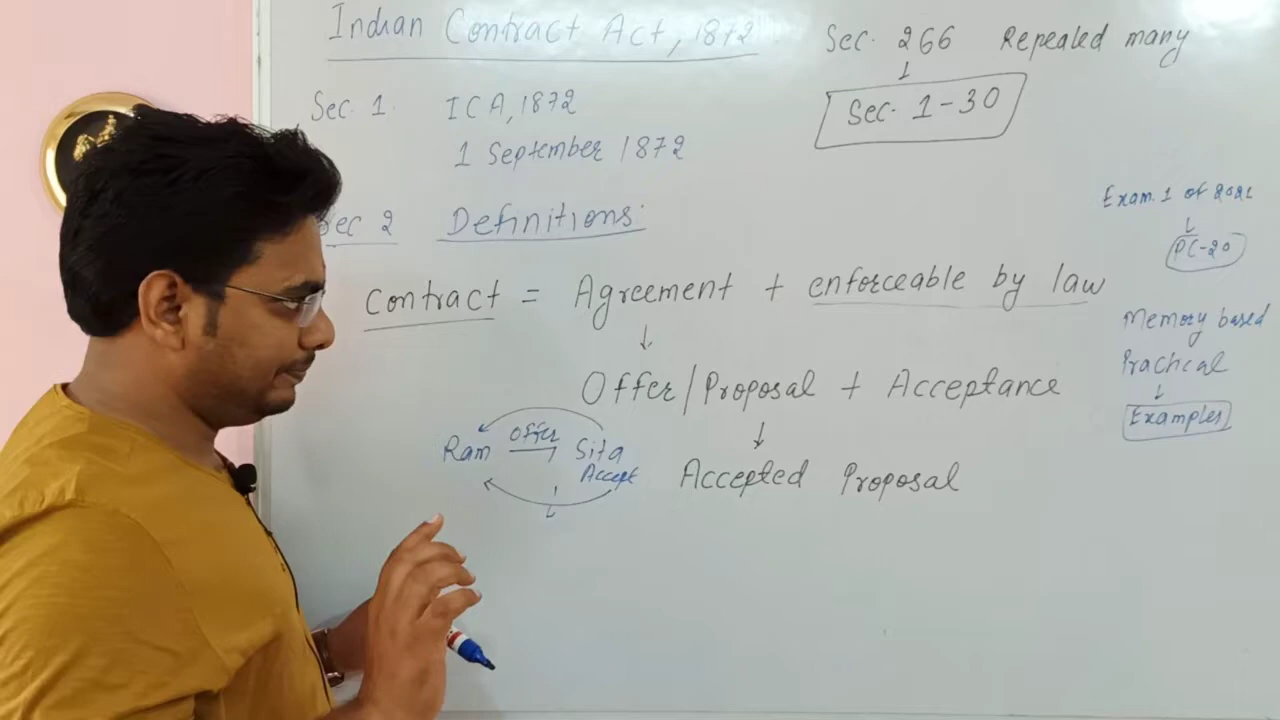 Indian Contract Act, 1872
Sec. 266 Repealed many
↓
Sec. 1-30
Sec. 1. ICA, 1872
1 September 1872
Sec 2 Definitions:
Exam. 1 of 2021
↓
PC-20
Contract = Agreement + enforceable by law
↓
Offer/Proposal + Acceptance
↓
Accepted Proposal
Ram Offer → Sita
Accept
Memory based
Practical
↓
Examples